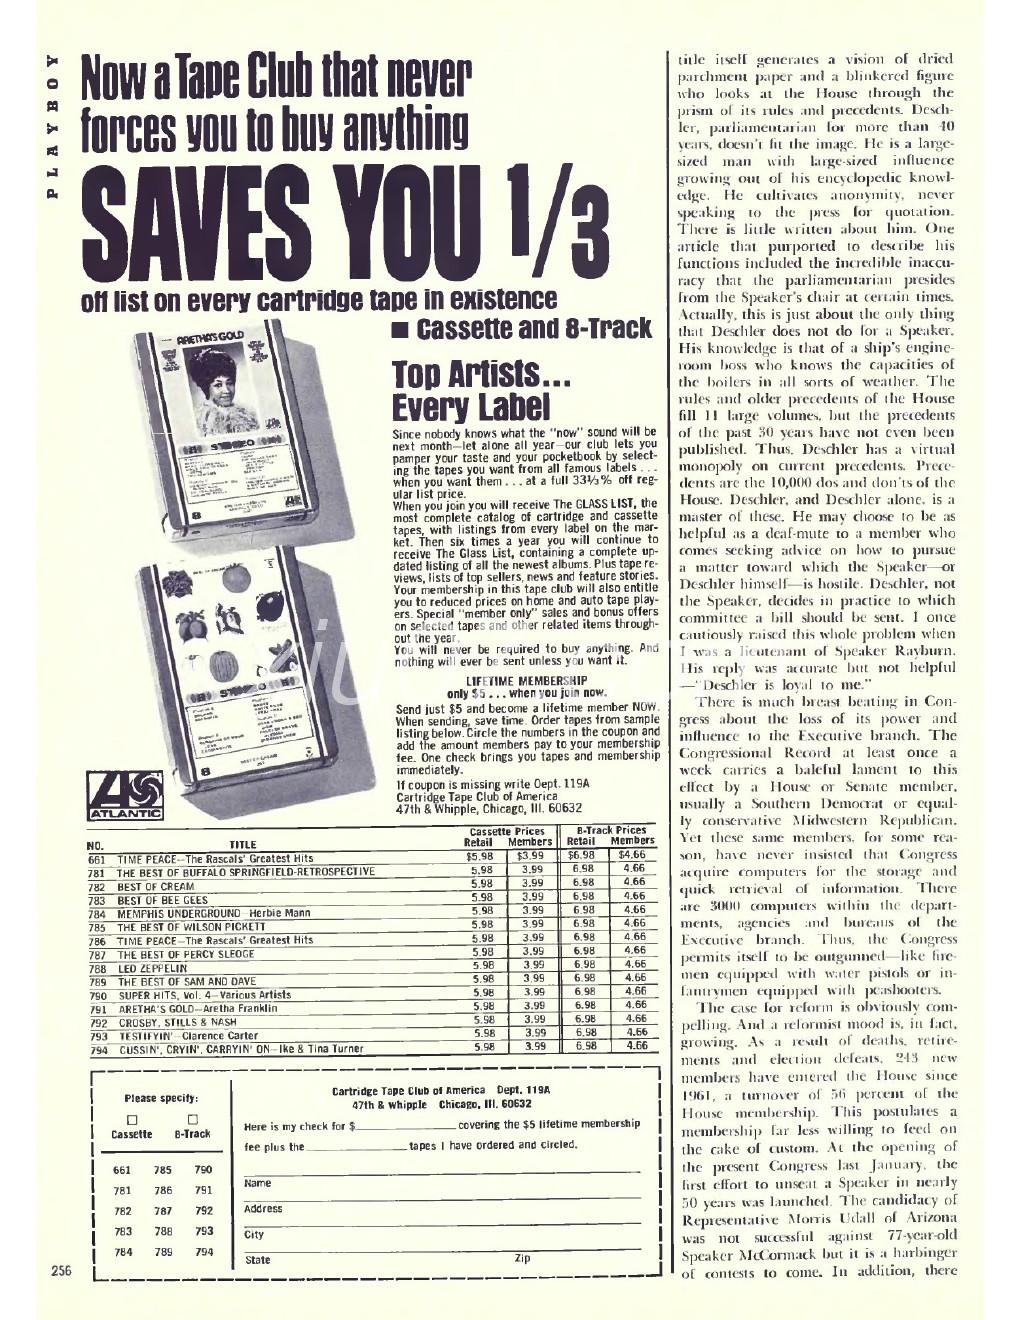 PLAYBOY
Now a Tape Club that never
forces you to buy anything
SAVES YOU 1/3
off list on every cartridge tape in existence
■ Cassette and 8-Track
ARETHA'S GOLD
STEREO
8
STEREO
8
ATLANTIC
Top Artists...
Every Label
Since nobody knows what the "now" sound will be
next month—let alone all year—our club lets you
pamper your taste and your pocketbook by select-
ing the tapes you want from all famous labels . . .
when you want them . . . at a full 33⅓% off reg-
ular list price.
When you join you will receive The GLASS LIST, the
most complete catalog of cartridge and cassette
tapes, with listings from every label on the mar-
ket. Then six times a year you will continue to
receive The Glass List, containing a complete up-
dated listing of all the newest albums. Plus tape re-
views, lists of top sellers, news and feature stories.
Your membership in this tape club will also entitle
you to reduced prices on home and auto tape play-
ers. Special "member only" sales and bonus offers
on selected tapes and other related items through-
out the year.
You will never be required to buy anything. And
nothing will ever be sent unless you want it.
LIFETIME MEMBERSHIP
only $5 . . . when you join now.
Send just $5 and become a lifetime member NOW.
When sending, save time. Order tapes from sample
listing below. Circle the numbers in the coupon and
add the amount members pay to your membership
fee. One check brings you tapes and membership
immediately.
If coupon is missing write Dept. 119A
Cartridge Tape Club of America
47th & Whipple, Chicago, Ill. 60632
Cassette Prices 8-Track Prices
NO. TITLE Retail Members Retail Members
661 TIME PEACE—The Rascals' Greatest Hits $5.98 $3.99 $6.98 $4.66
781 THE BEST OF BUFFALO SPRINGFIELD-RETROSPECTIVE 5.98 3.99 6.98 4.66
782 BEST OF CREAM 5.98 3.99 6.98 4.66
783 BEST OF BEE GEES 5.98 3.99 6.98 4.66
784 MEMPHIS UNDERGROUND—Herbie Mann 5.98 3.99 6.98 4.66
785 THE BEST OF WILSON PICKETT 5.98 3.99 6.98 4.66
786 TIME PEACE—The Rascals' Greatest Hits 5.98 3.99 6.98 4.66
787 THE BEST OF PERCY SLEDGE 5.98 3.99 6.98 4.66
788 LED ZEPPELIN 5.98 3.99 6.98 4.66
789 THE BEST OF SAM AND DAVE 5.98 3.99 6.98 4.66
790 SUPER HITS, Vol. 4—Various Artists 5.98 3.99 6.98 4.66
791 ARETHA'S GOLD—Aretha Franklin 5.98 3.99 6.98 4.66
792 CROSBY, STILLS & NASH 5.98 3.99 6.98 4.66
793 TESTIFYIN'—Clarence Carter 5.98 3.99 6.98 4.66
794 CUSSIN', CRYIN', CARRYIN' ON—Ike & Tina Turner 5.98 3.99 6.98 4.66
Please specify:
Cassette 8-Track
661 785 790
781 786 791
782 787 792
783 788 793
784 789 794
Cartridge Tape Club of America Dept. 119A
47th & whipple Chicago, Ill. 60632
Here is my check for $ covering the $5 lifetime membership
fee plus the tapes I have ordered and circled.
Name
Address
City
State Zip
256
title itself generates a vision of dried
parchment paper and a blinkered figure
who looks at the House through the
prism of its rules and precedents. Desch-
ler, parliamentarian for more than 40
years, doesn't fit the image. He is a large-
sized man with large-sized influence
growing out of his encyclopedic knowl-
edge. He cultivates anonymity, never
speaking to the press for quotation.
There is little written about him. One
article that purported to describe his
functions included the incredible inaccu-
racy that the parliamentarian presides
from the Speaker's chair at certain times.
Actually, this is just about the only thing
that Deschler does not do for a Speaker.
His knowledge is that of a ship's engine-
room boss who knows the capacities of
the boilers in all sorts of weather. The
rules and older precedents of the House
fill 11 large volumes, but the precedents
of the past 30 years have not even been
published. Thus, Deschler has a virtual
monopoly on current precedents. Prece-
dents are the 10,000 dos and don'ts of the
House. Deschler, and Deschler alone, is a
master of these. He may choose to be as
helpful as a deaf-mute to a member who
comes seeking advice on how to pursue
a matter toward which the Speaker—or
Deschler himself—is hostile. Deschler, not
the Speaker, decides in practice to which
committee a bill should be sent. I once
cautiously raised this whole problem when
I was a lieutenant of Speaker Rayburn.
His reply was accurate but not helpful
—"Deschler is loyal to me."
There is much breast beating in Con-
gress about the loss of its power and
influence to the Executive branch. The
Congressional Record at least once a
week carries a baleful lament to this
effect by a House or Senate member,
usually a Southern Democrat or equal-
ly conservative Midwestern Republican.
Yet these same members, for some rea-
son, have never insisted that Congress
acquire computers for the storage and
quick retrieval of information. There
are 3000 computers within the depart-
ments, agencies and bureaus of the
Executive branch. Thus, the Congress
permits itself to be outgunned—like fire-
men equipped with water pistols or in-
fantrymen equipped with peashooters.
The case for reform is obviously com-
pelling. And a reformist mood is, in fact,
growing. As a result of deaths, retire-
ments and election defeats, 243 new
members have entered the House since
1961, a turnover of 56 percent of the
House membership. This postulates a
membership far less willing to feed on
the cake of custom. At the opening of
the present Congress last January, the
first effort to unseat a Speaker in nearly
50 years was launched. The candidacy of
Representative Morris Udall of Arizona
was not successful against 77-year-old
Speaker McCormack but it is a harbinger
of contests to come. In addition, there